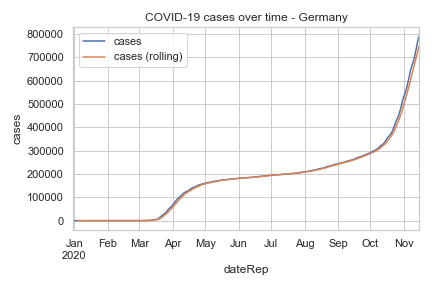 COVID-19 cases over time - Germany
cases
cases (rolling)
800000
700000
600000
500000
400000
300000
200000
100000
0
cases
Jan Feb Mar Apr May Jun Jul Aug Sep Oct Nov
2020
dateRep